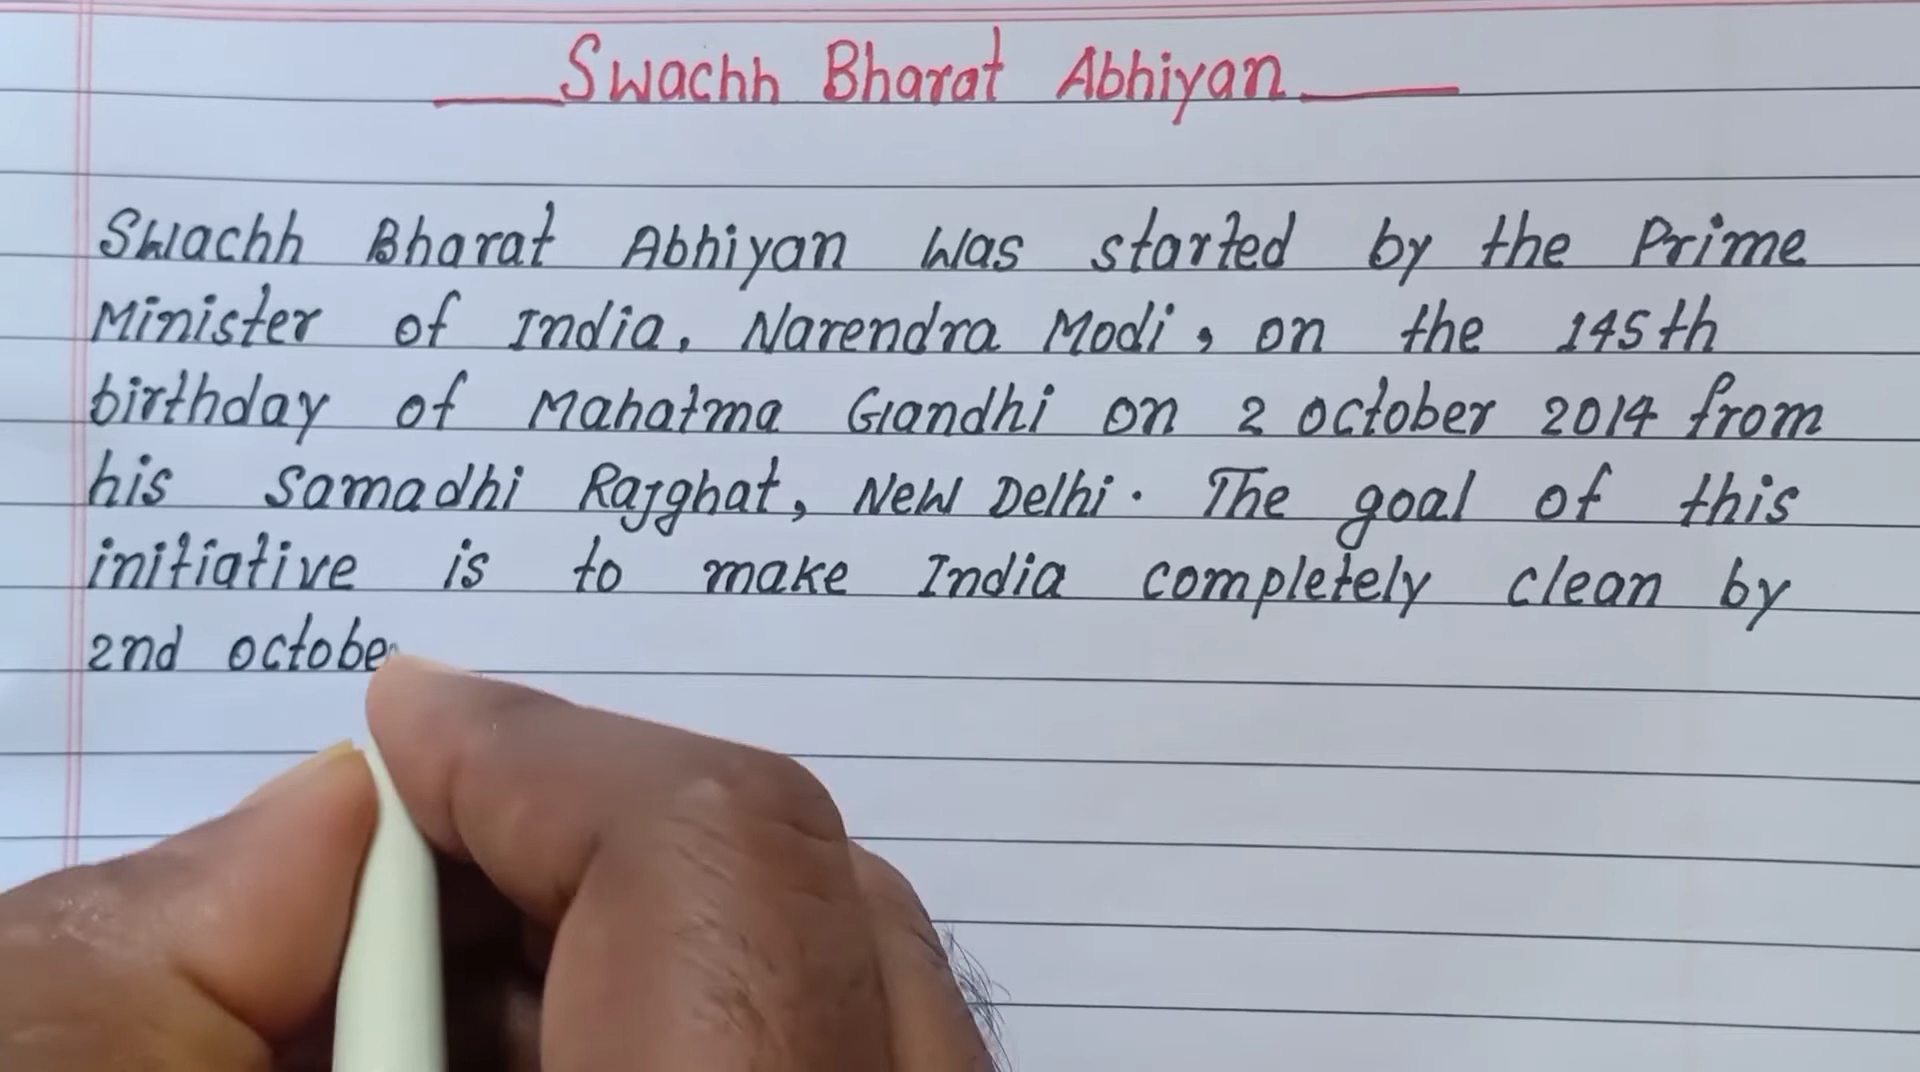 Swachh Bharat Abhiyan
Swachh Bharat Abhiyan was started by the Prime
Minister of India, Narendra Modi, on the 145th
birthday of Mahatma Gandhi on 2 october 2014 from
his Samadhi Rajghat, New Delhi. The goal of this
initiative is to make India completely clean by
2nd octobe